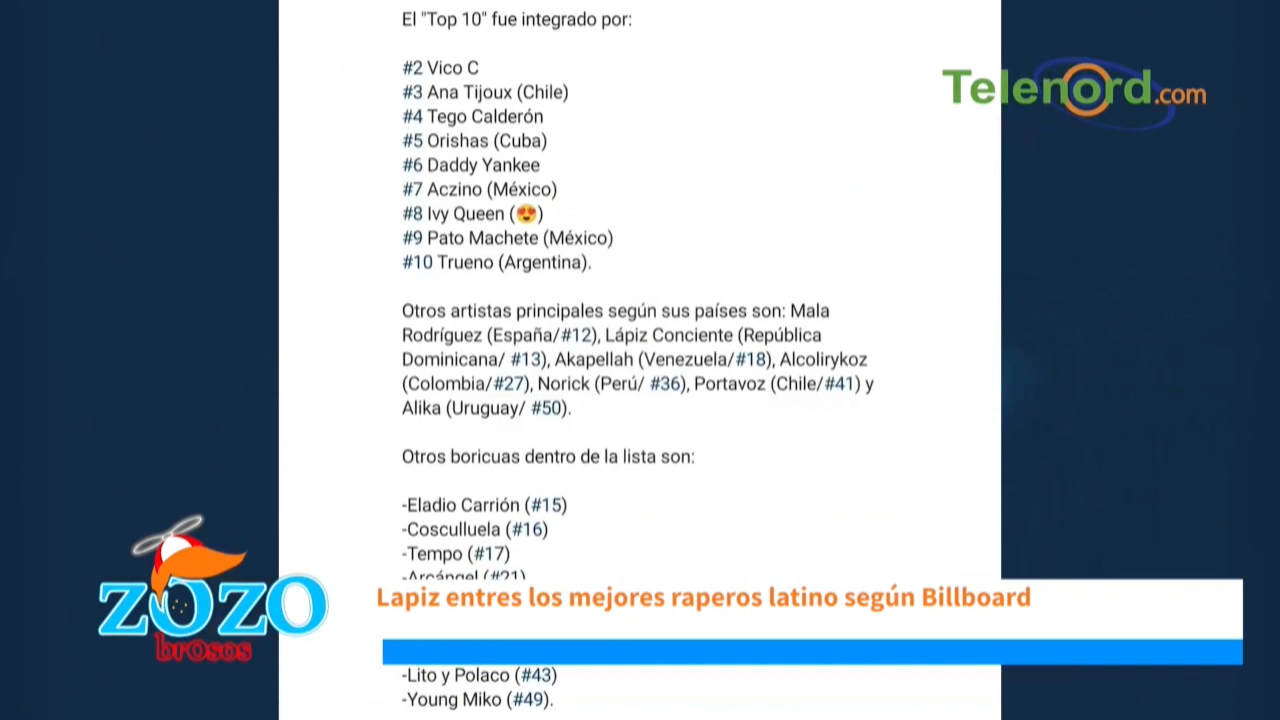 El "Top 10" fue integrado por:
#2 Vico C
#3 Ana Tijoux (Chile)
#4 Tego Calderón
#5 Orishas (Cuba)
#6 Daddy Yankee
#7 Aczino (México)
#8 Ivy Queen (😍)
#9 Pato Machete (México)
#10 Trueno (Argentina).
Otros artistas principales según sus países son: Mala
Rodríguez (España/#12), Lápiz Conciente (República
Dominicana/ #13), Akapellah (Venezuela/#18), Alcolirykoz
(Colombia/#27), Norick (Perú/ #36), Portavoz (Chile/#41) y
Alika (Uruguay/ #50).
Otros boricuas dentro de la lista son:
-Eladio Carrión (#15)
-Cosculluela (#16)
-Tempo (#17)
-Arcángel (#21)
-Lito y Polaco (#43)
-Young Miko (#49).
Telenord.com
ZOZO
brosos
Lapiz entres los mejores raperos latino según Billboard